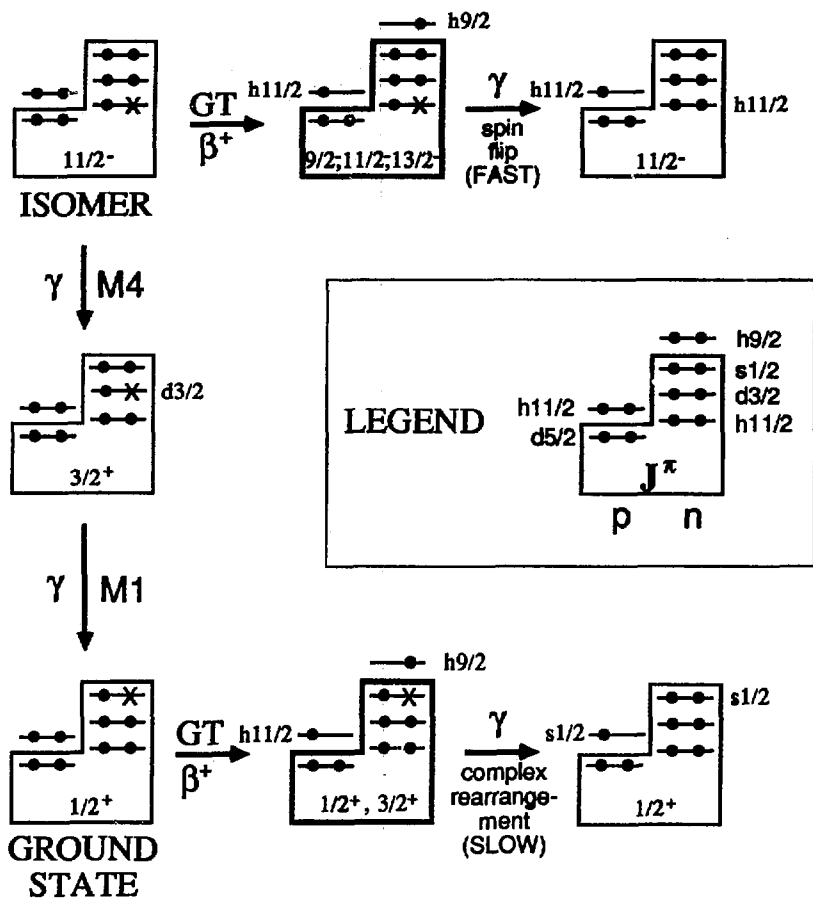 h9/2
h11/2
GT
β+
γ
spin
flip
(FAST)
h11/2
h11/2
11/2-
9/2-,11/2-,13/2-
11/2-
ISOMER
γ M4
d3/2
3/2+
LEGEND
h9/2
s1/2
d3/2
h11/2
h11/2
d5/2
Jπ
p n
γ M1
h9/2
h11/2
GT
β+
γ
complex
rearrange-
ment
(SLOW)
s1/2
s1/2
1/2+
1/2+, 3/2+
1/2+
GROUND
STATE